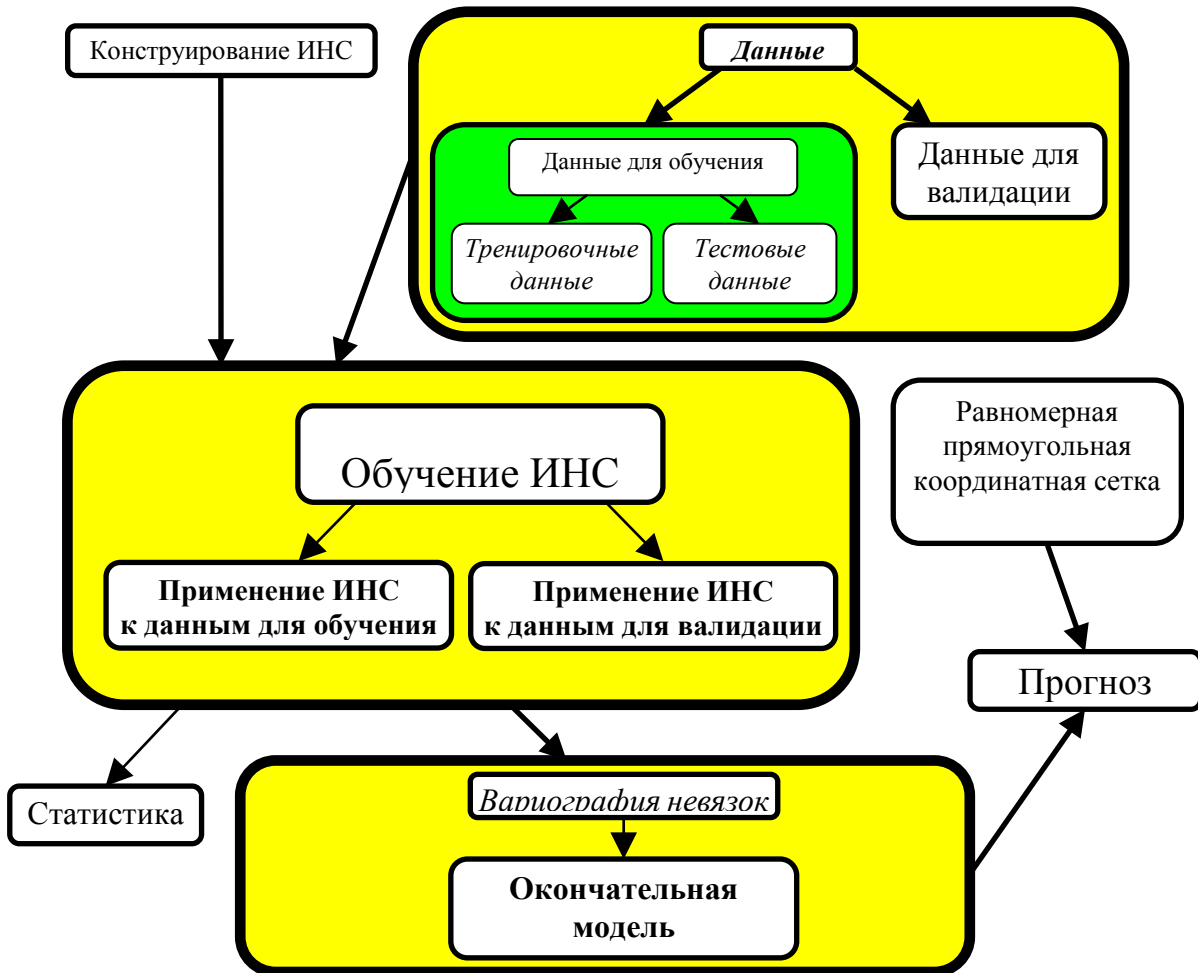 Конструирование ИНС
Данные
Данные для обучения
Данные для
валидации
Тренировочные
данные
Тестовые
данные
Обучение ИНС
Равномерная
прямоугольная
координатная сетка
Применение ИНС
к данным для обучения
Применение ИНС
к данным для валидации
Прогноз
Статистика
Вариография невязок
Окончательная
модель